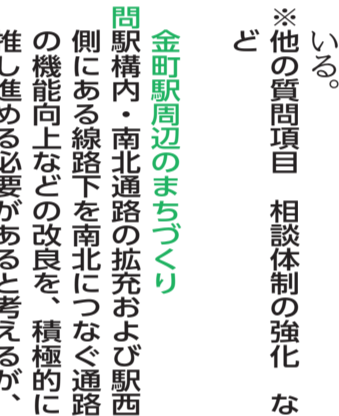 いる。
※他の質問項目　相談体制の強化　な
ど
金町駅周辺のまちづくり
問駅構内・南北通路の拡充および駅西
側にある線路下を南北につなぐ通路
の機能向上などの改良を、積極的に
推し進める必要があると考えるが、